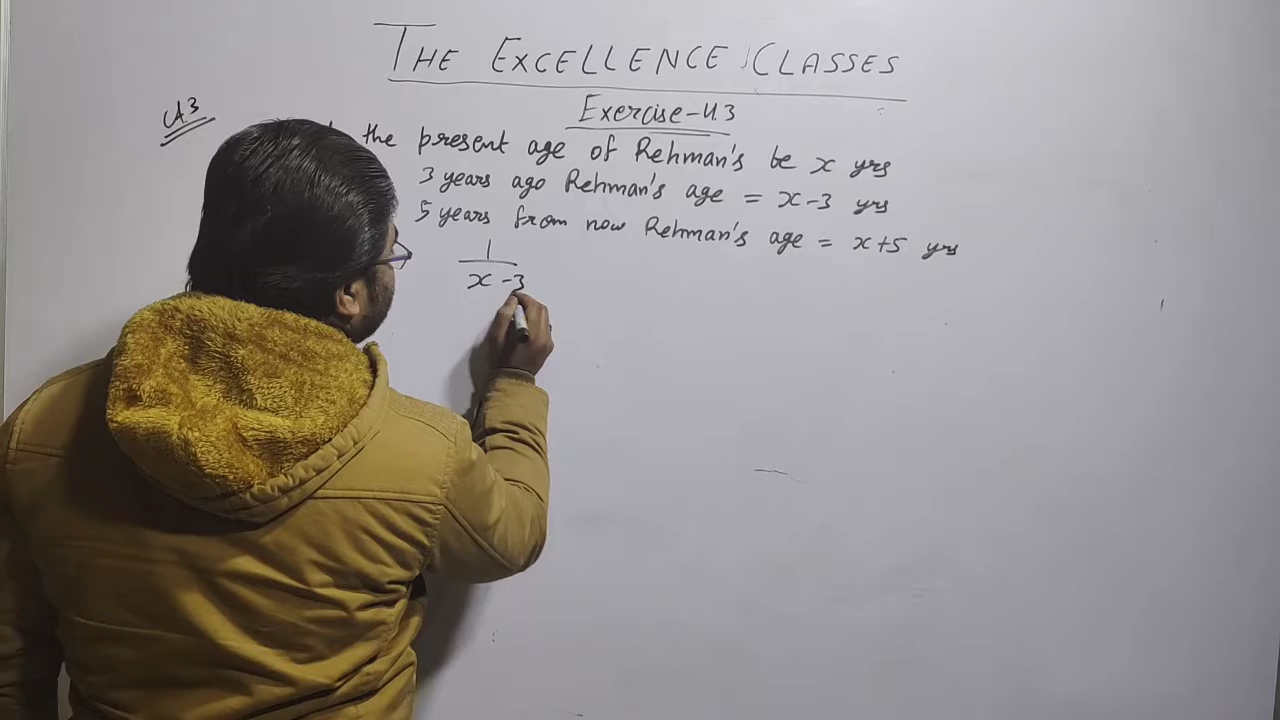 THE EXCELLENCE CLASSES
Exercise-4.3
4.3
the present age of Rehman's be x yrs
3 years ago Rehman's age = x-3 yrs
5 years from now Rehman's age = x+5 yrs
1
x-3